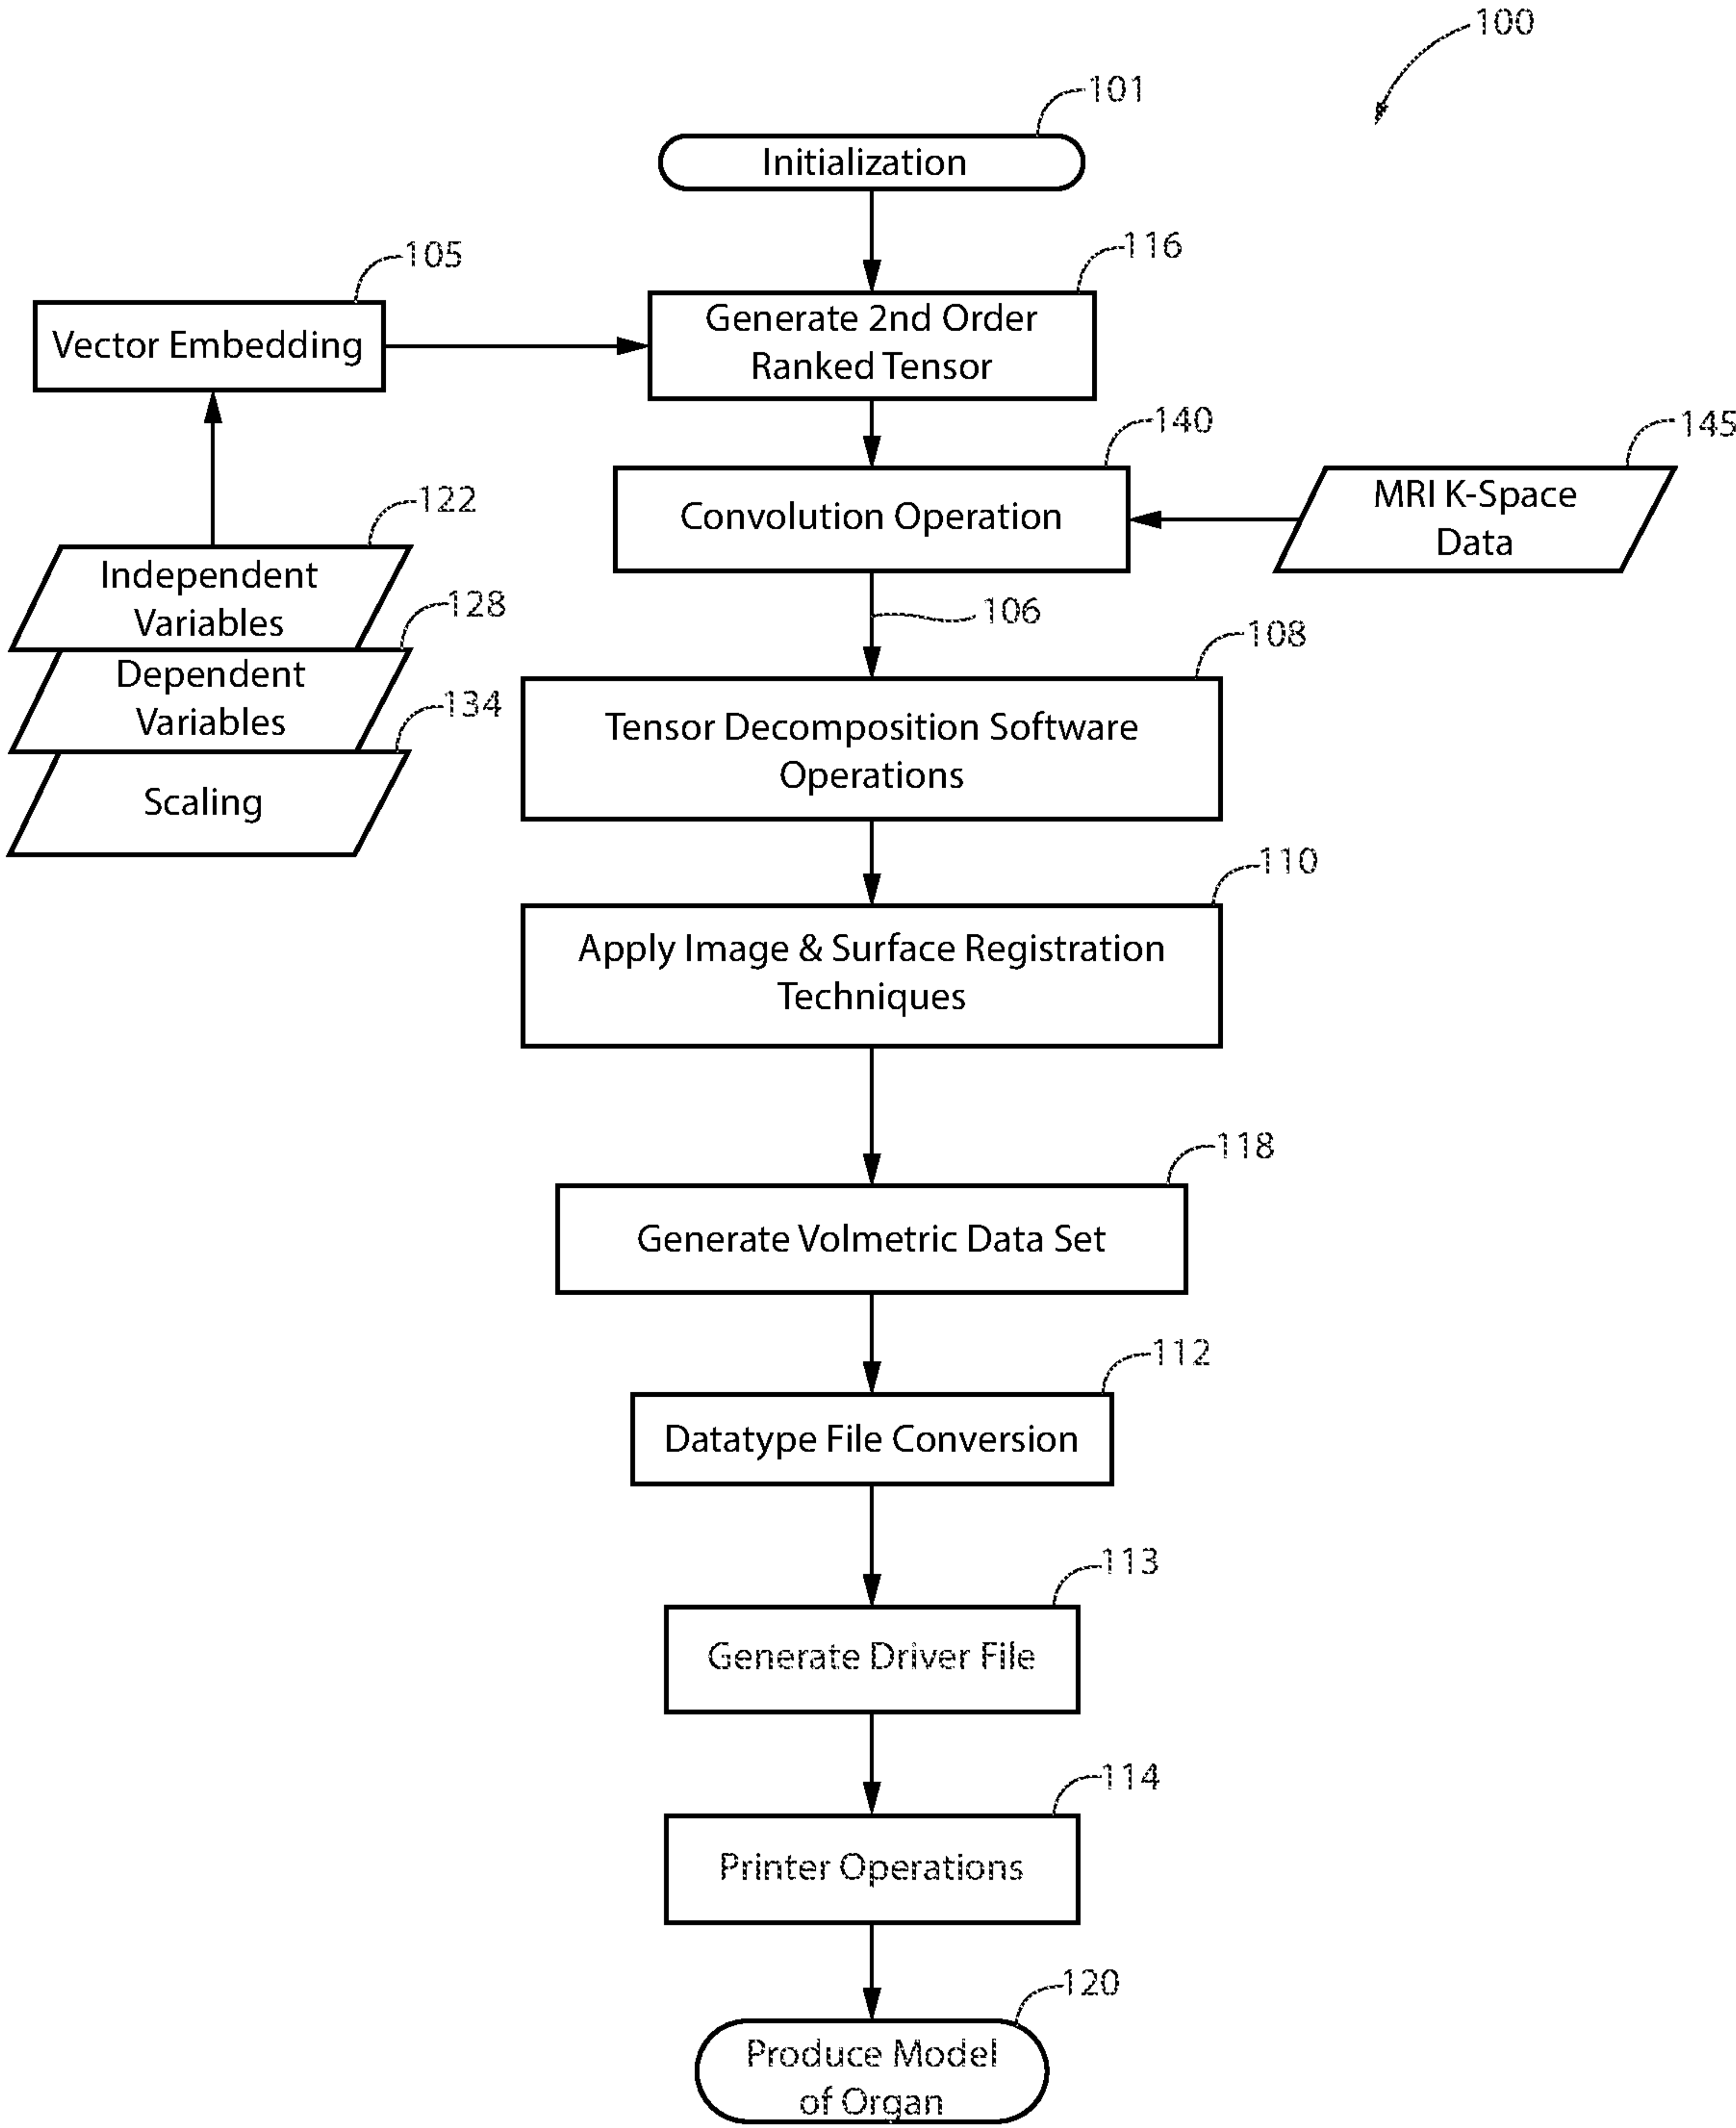 100
101
Initialization
105
116
Vector Embedding
Generate 2nd Order
Ranked Tensor
140
145
Convolution Operation
MRI K-Space
Data
122
Independent
Variables
128
Dependent
Variables
134
Scaling
106
108
Tensor Decomposition Software
Operations
110
Apply Image & Surface Registration
Techniques
118
Generate Volmetric Data Set
112
Datatype File Conversion
113
Generate Driver File
114
Printer Operations
120
Produce Model
of Organ